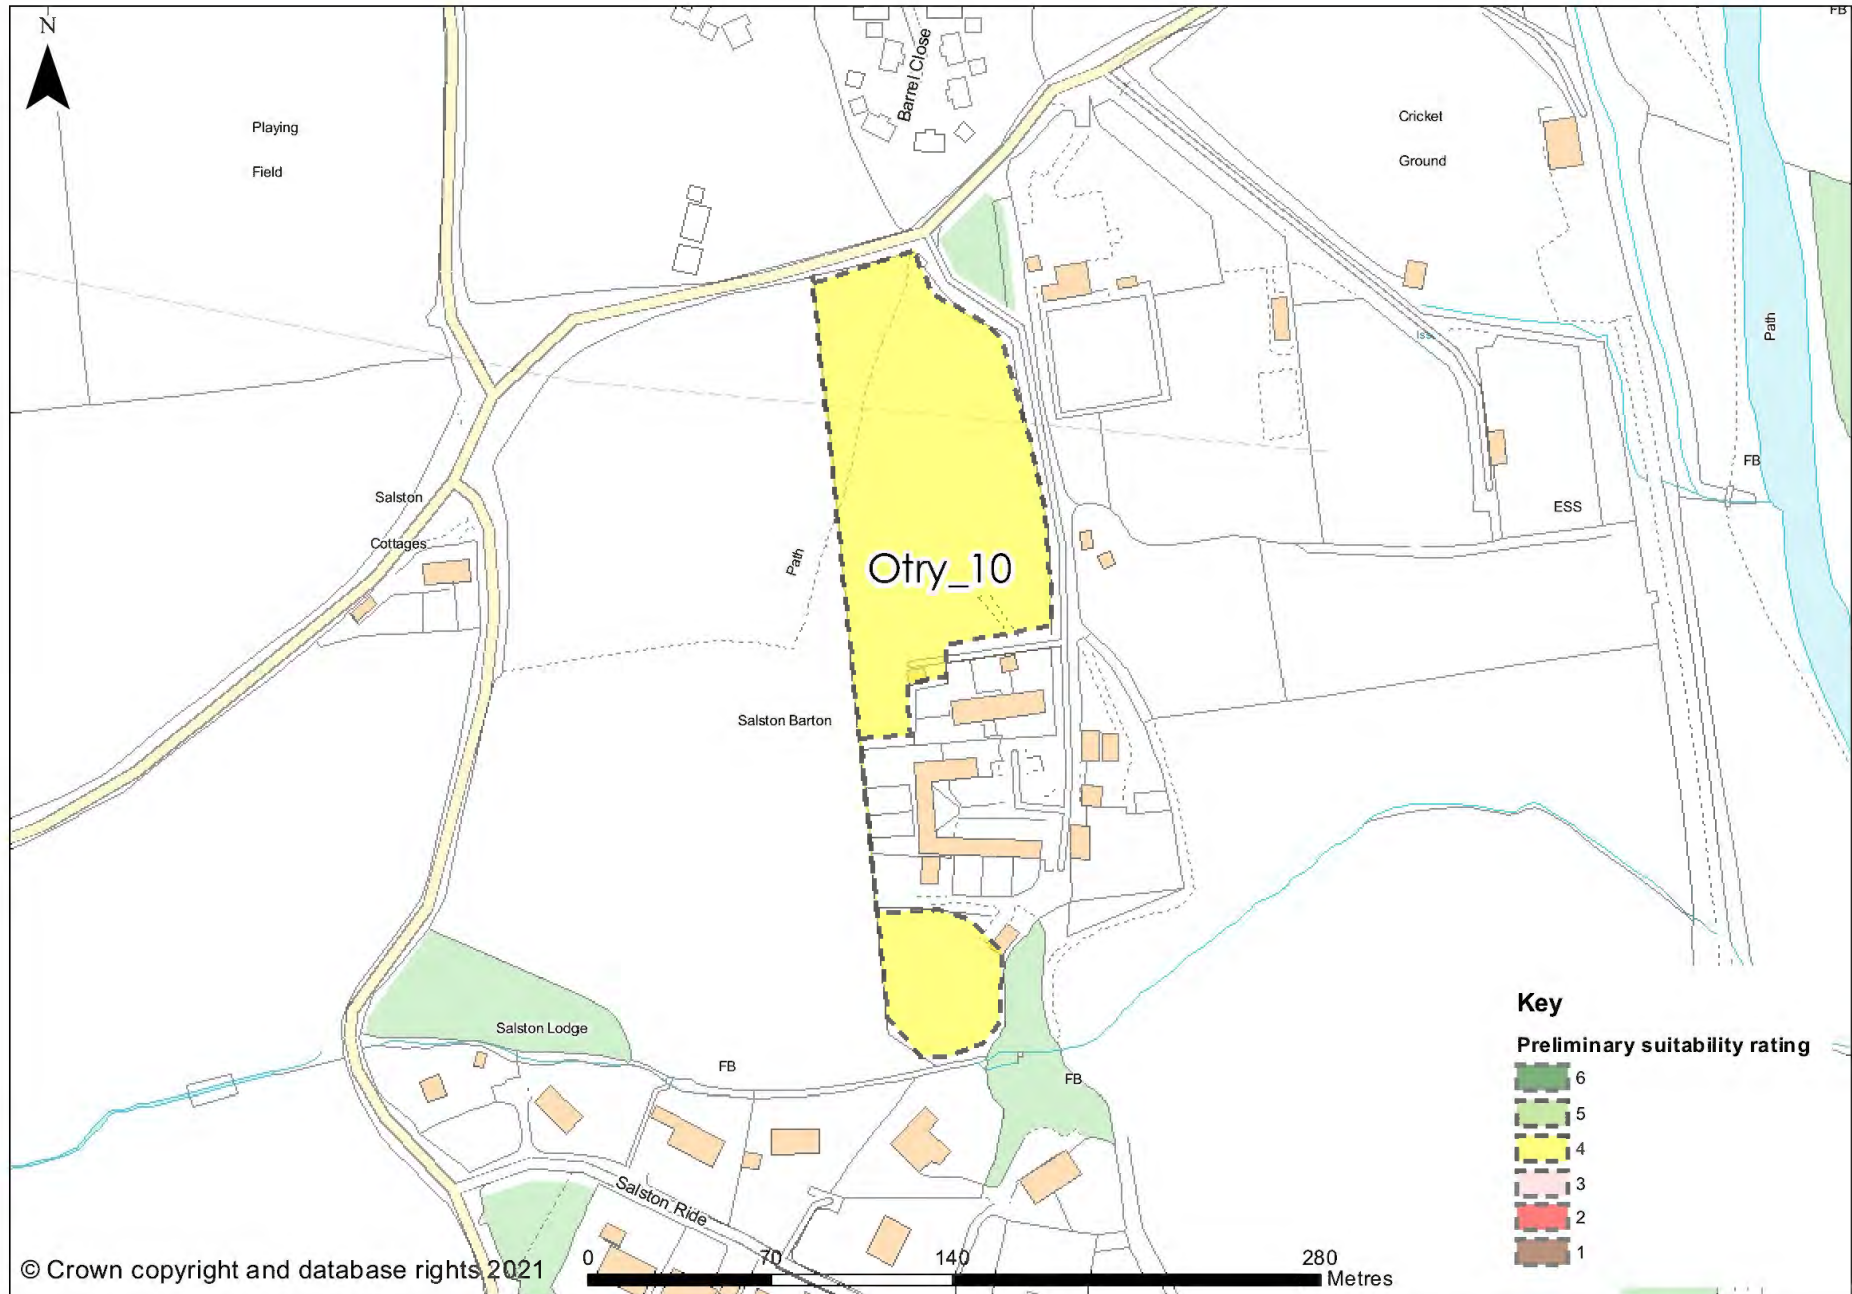 N
FB
Barrel Close
Playing
Field
Cricket
Ground
Path
Iss
FB
Salston
Cottages
ESS
Path
Otry_10
Salston Barton
Salston Lodge
FB
FB
Salston Ride
Key
Preliminary suitability rating
6
5
4
3
2
1
© Crown copyright and database rights 2021
0 70 140 280
Metres